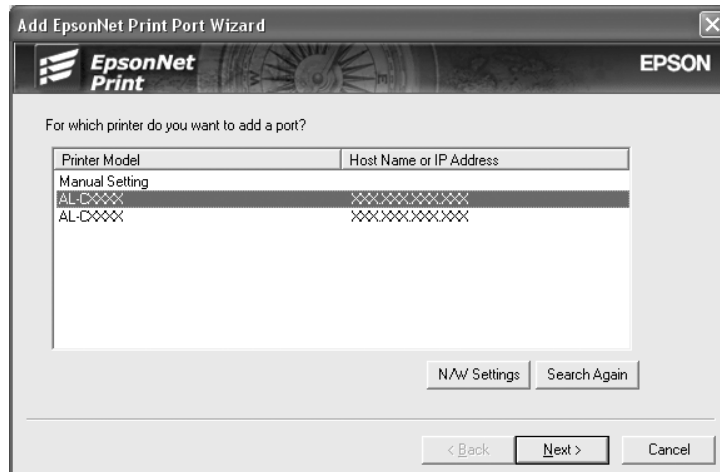 Add EpsonNet Print Port Wizard
EpsonNet
Print
EPSON
For which printer do you want to add a port?
Printer Model Host Name or IP Address
Manual Setting
AL-CXXXX XXX.XXX.XXX.XXX
AL-CXXXX XXX.XXX.XXX.XXX
N/W Settings Search Again
< Back Next > Cancel